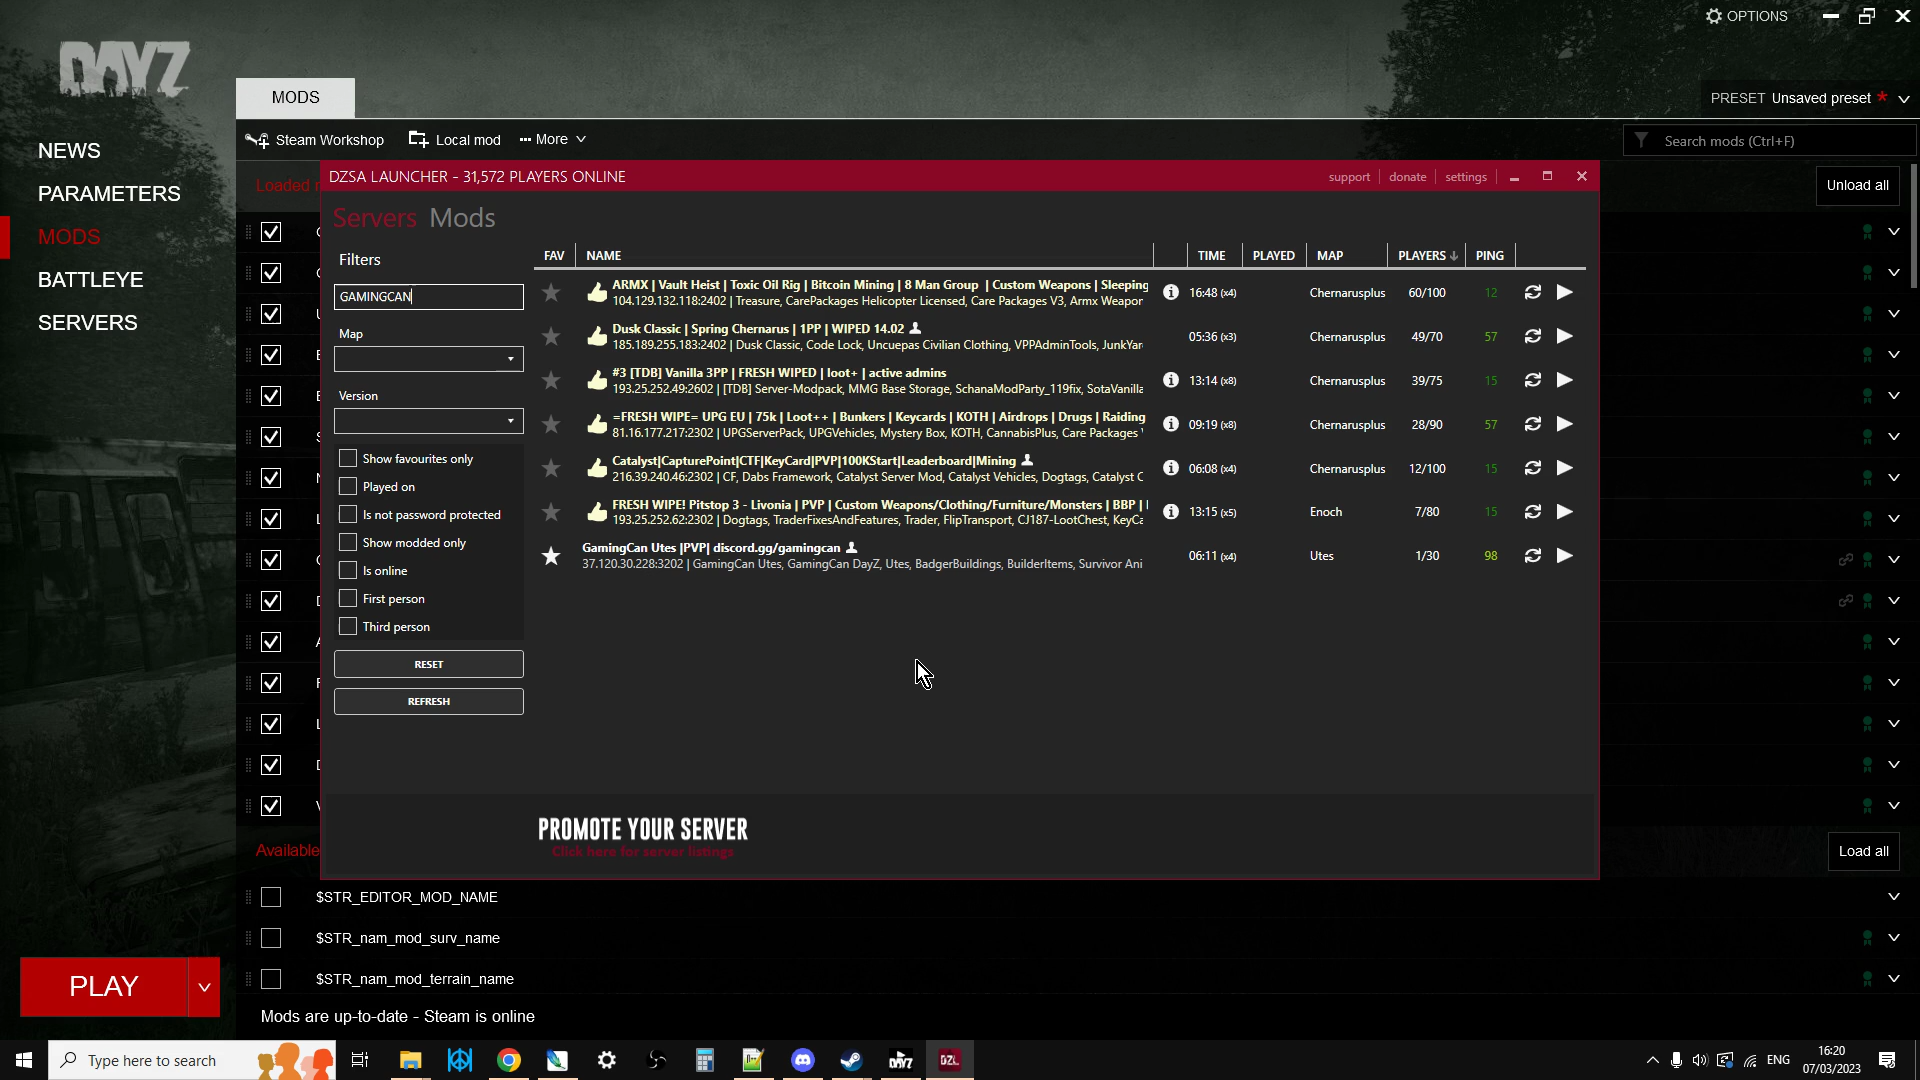 OPTIONS
DAYZ
MODS
PRESET Unsaved preset *
NEWS
PARAMETERS
MODS
BATTLEYE
SERVERS
Steam Workshop
Local mod
More
Search mods (Ctrl+F)
Loaded
Unload all
DZSA LAUNCHER - 31,572 PLAYERS ONLINE
support
donate
settings
Servers Mods
Filters
GAMINGCAN
Map
Version
Show favourites only
Played on
Is not password protected
Show modded only
Is online
First person
Third person
RESET
REFRESH
FAV NAME TIME PLAYED MAP PLAYERS PING
ARMX | Vault Heist | Toxic Oil Rig | Bitcoin Mining | 8 Man Group | Custom Weapons | Sleeping
104.129.132.118:2402 | Treasure, CarePackages Helicopter Licensed, Care Packages V3, Armx Weapon
16:48 (x4) Chernarusplus 60/100 12
Dusk Classic | Spring Chernarus | 1PP | WIPED 14.02
185.189.255.183:2402 | Dusk Classic, Code Lock, Uncuepas Civilian Clothing, VPPAdminTools, JunkYar
05:36 (x3) Chernarusplus 49/70 57
#3 [TDB] Vanilla 3PP | FRESH WIPED | loot+ | active admins
193.25.252.49:2602 | [TDB] Server-Modpack, MMG Base Storage, SchanaModParty_119fix, SotaVanilla
13:14 (x8) Chernarusplus 39/75 15
=FRESH WIPE= UPG EU | 75k | Loot++ | Bunkers | Keycards | KOTH | Airdrops | Drugs | Raiding
81.16.177.217:2302 | UPGServerPack, UPGVehicles, Mystery Box, KOTH, CannabisPlus, Care Packages
09:19 (x8) Chernarusplus 28/90 57
Catalyst|CapturePoint|CTF|KeyCard|PVP|100KStart|Leaderboard|Mining
216.39.240.46:2302 | CF, Dabs Framework, Catalyst Server Mod, Catalyst Vehicles, Dogtags, Catalyst C
06:08 (x4) Chernarusplus 12/100 15
FRESH WIPE! Pitstop 3 - Livonia | PVP | Custom Weapons/Clothing/Furniture/Monsters | BBP |
193.25.252.62:2302 | Dogtags, TraderFixesAndFeatures, Trader, FlipTransport, CJ187-LootChest, KeyCa
13:15 (x5) Enoch 7/80 15
GamingCan Utes |PVP| discord.gg/gamingcan
37.120.30.228:3202 | GamingCan Utes, GamingCan DayZ, Utes, BadgerBuildings, BuilderItems, Survivor Ani
06:11 (x4) Utes 1/30 98
PROMOTE YOUR SERVER
Click here for server listings
Available
Load all
$STR_EDITOR_MOD_NAME
$STR_nam_mod_surv_name
$STR_nam_mod_terrain_name
PLAY
Mods are up-to-date - Steam is online
Type here to search
DAYZ
DZL
ENG
16:20
07/03/2023